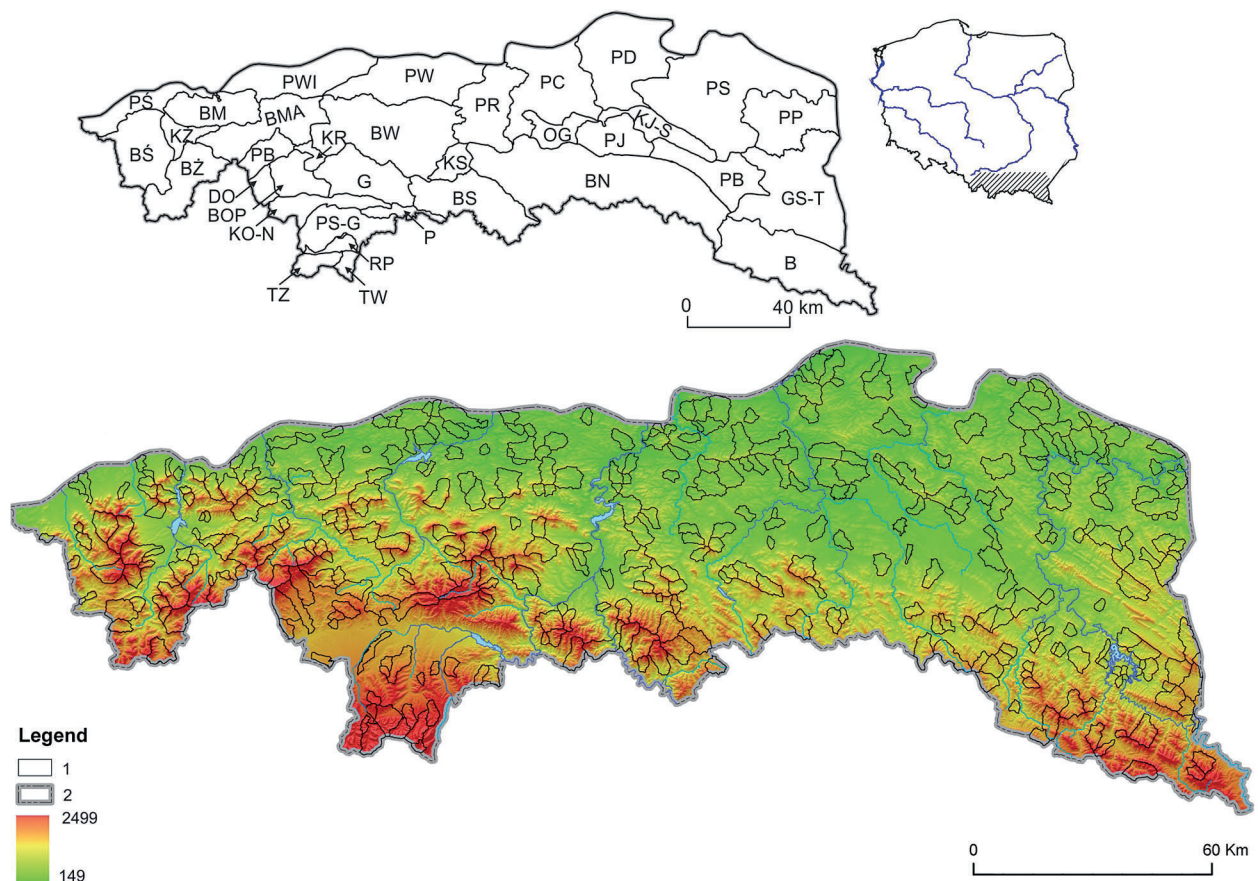 PŚ
BM
PWI
PW
PC
PD
PS
PP
BMA
PR
KZ
BŚ
BŻ
PB
KR
BW
KS
OG
PJ
KJ-S
DO
BOP
KO-N
G
BS
BN
PB
GS-T
PS-G
P
RP
TZ
TW
B
0 40 km
Legend
1
2
2499
149
0 60 Km